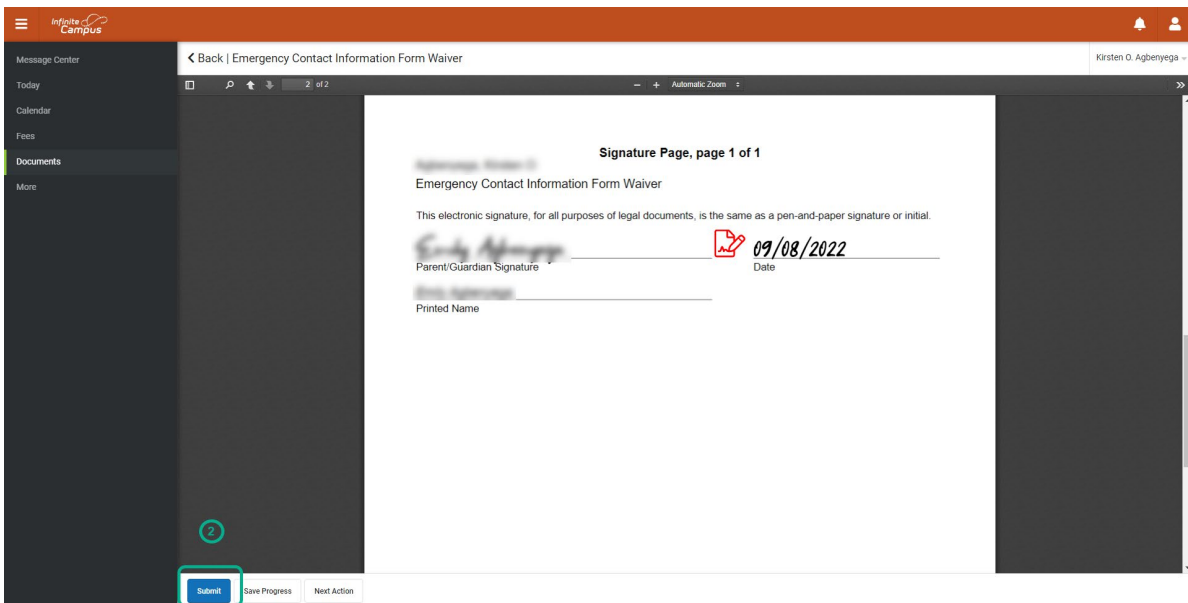 Infinite Campus
Message Center
Today
Calendar
Fees
Documents
More
Back | Emergency Contact Information Form Waiver
Kirsten O. Agbenyega
2 of 2
Automatic Zoom
Signature Page, page 1 of 1
Emergency Contact Information Form Waiver
This electronic signature, for all purposes of legal documents, is the same as a pen-and-paper signature or initial.
09/08/2022
Parent/Guardian Signature Date
Printed Name
2
Submit Save Progress Next Action